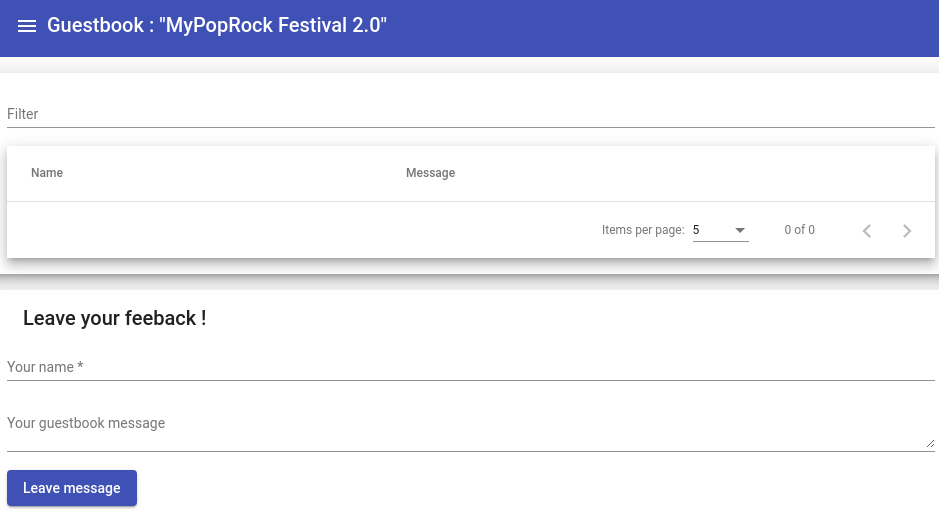 Guestbook : "MyPopRock Festival 2.0"
Filter
Name Message
Items per page: 5 0 of 0
Leave your feeback !
Your name *
Your guestbook message
Leave message